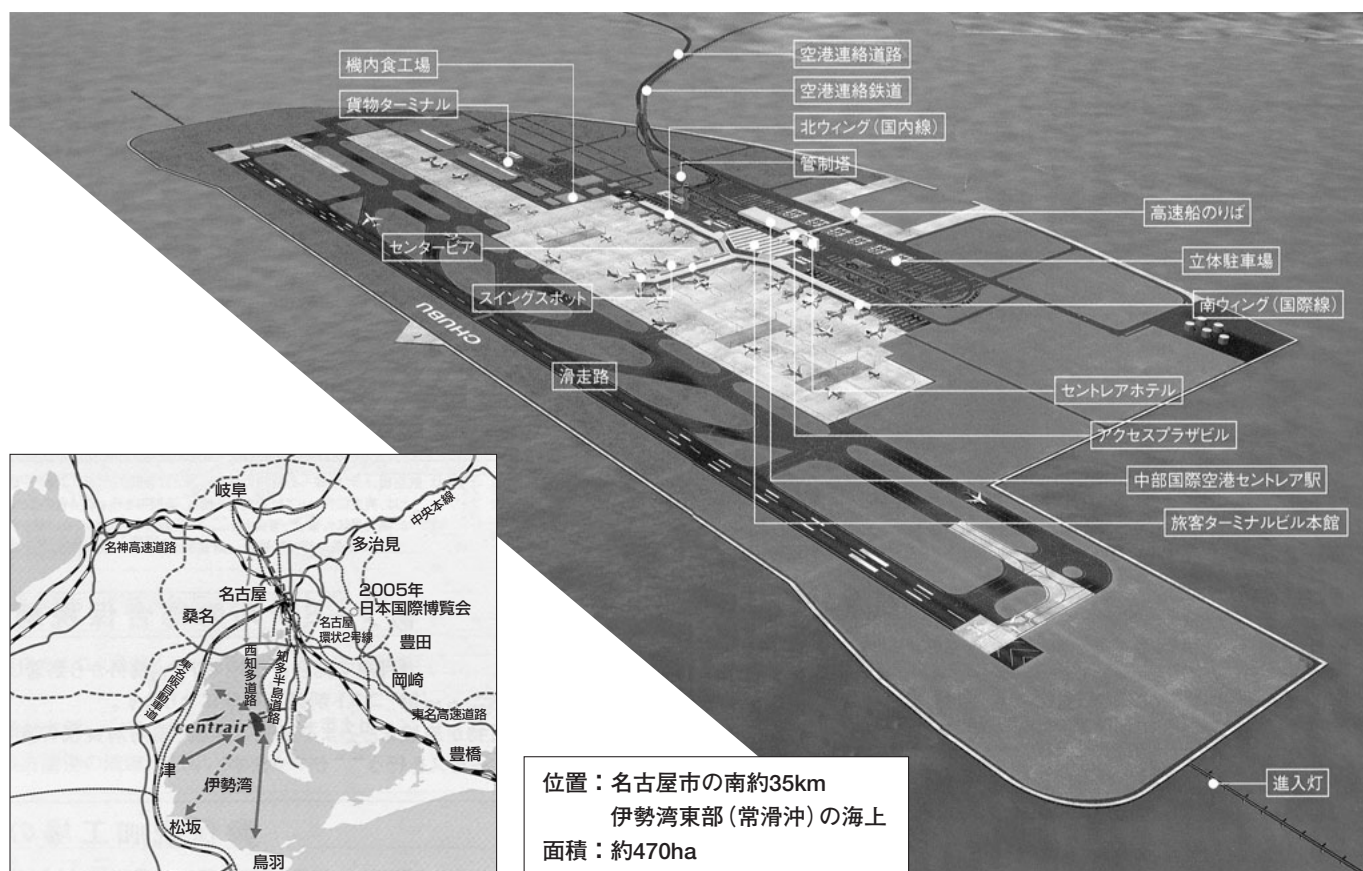 機内食工場
貨物ターミナル
空港連絡道路
空港連絡鉄道
北ウィング(国内線)
管制塔
高速船のりば
立体駐車場
南ウィング(国際線)
センターピア
スイングスポット
CHUBU
滑走路
セントレアホテル
アクセスプラザビル
中部国際空港セントレア駅
旅客ターミナルビル本館
進入灯
岐阜
中央本線
名神高速道路
多治見
名古屋
2005年
日本国際博覧会
桑名
名古屋
環状2号線
豊田
西知多道路
知多半島道路
岡崎
東名阪自動車道
東名高速道路
centrair
豊橋
津
伊勢湾
松坂
鳥羽
位置:名古屋市の南約35km
伊勢湾東部(常滑沖)の海上
面積:約470ha